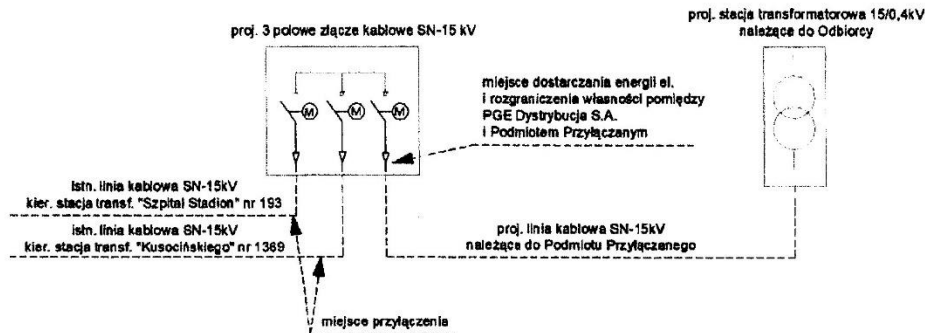 proj. 3 polowe złącze kablowe SN-15 kV
proj. stacja transformatorowa 15/0,4kV
należące do Odbiorcy
miejsce dostarczania energii el.
i rozgraniczenia własności pomiędzy
PGE Dystrybucja S.A.
i Podmiotem Przyłączanym
M
M
M
istn. linia kablowa SN-15kV
kier. stacja transf. "Szpital Stadion" nr 193
istn. linia kablowa SN-15kV
kier. stacja transf. "Kusocińskiego" nr 1369
proj. linia kablowa SN-15kV
należące do Podmiotu Przyłączanego
miejsce przyłączenia